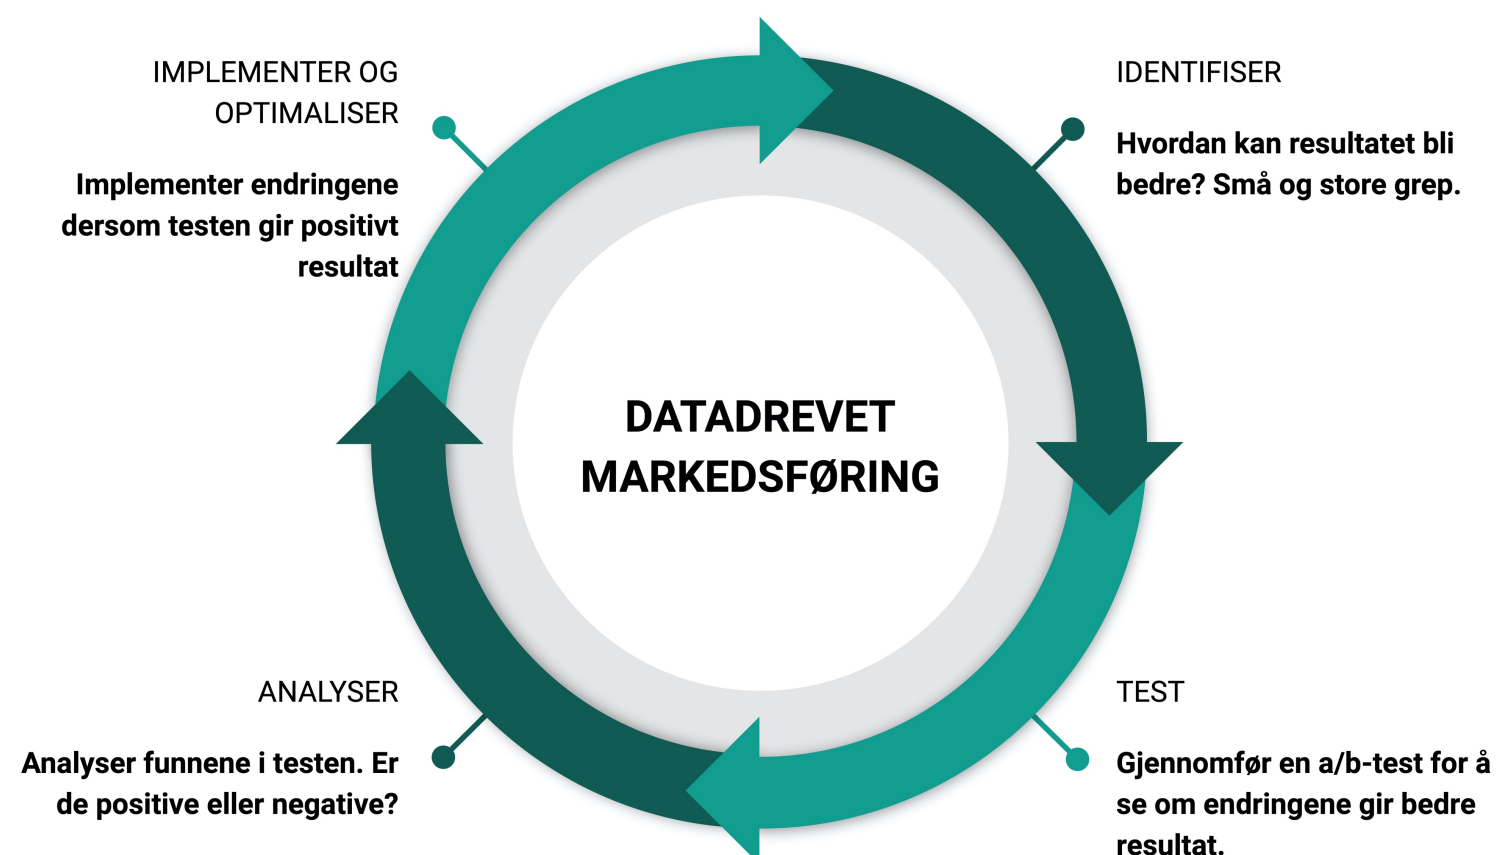 IMPLEMENTER OG
OPTIMALISER
Implementer endringene
dersom testen gir positivt
resultat
IDENTIFISER
Hvordan kan resultatet bli
bedre? Små og store grep.
DATADREVET
MARKEDSFØRING
ANALYSER
Analyser funnene i testen. Er
de positive eller negative?
TEST
Gjennomfør en a/b-test for å
se om endringene gir bedre
resultat.